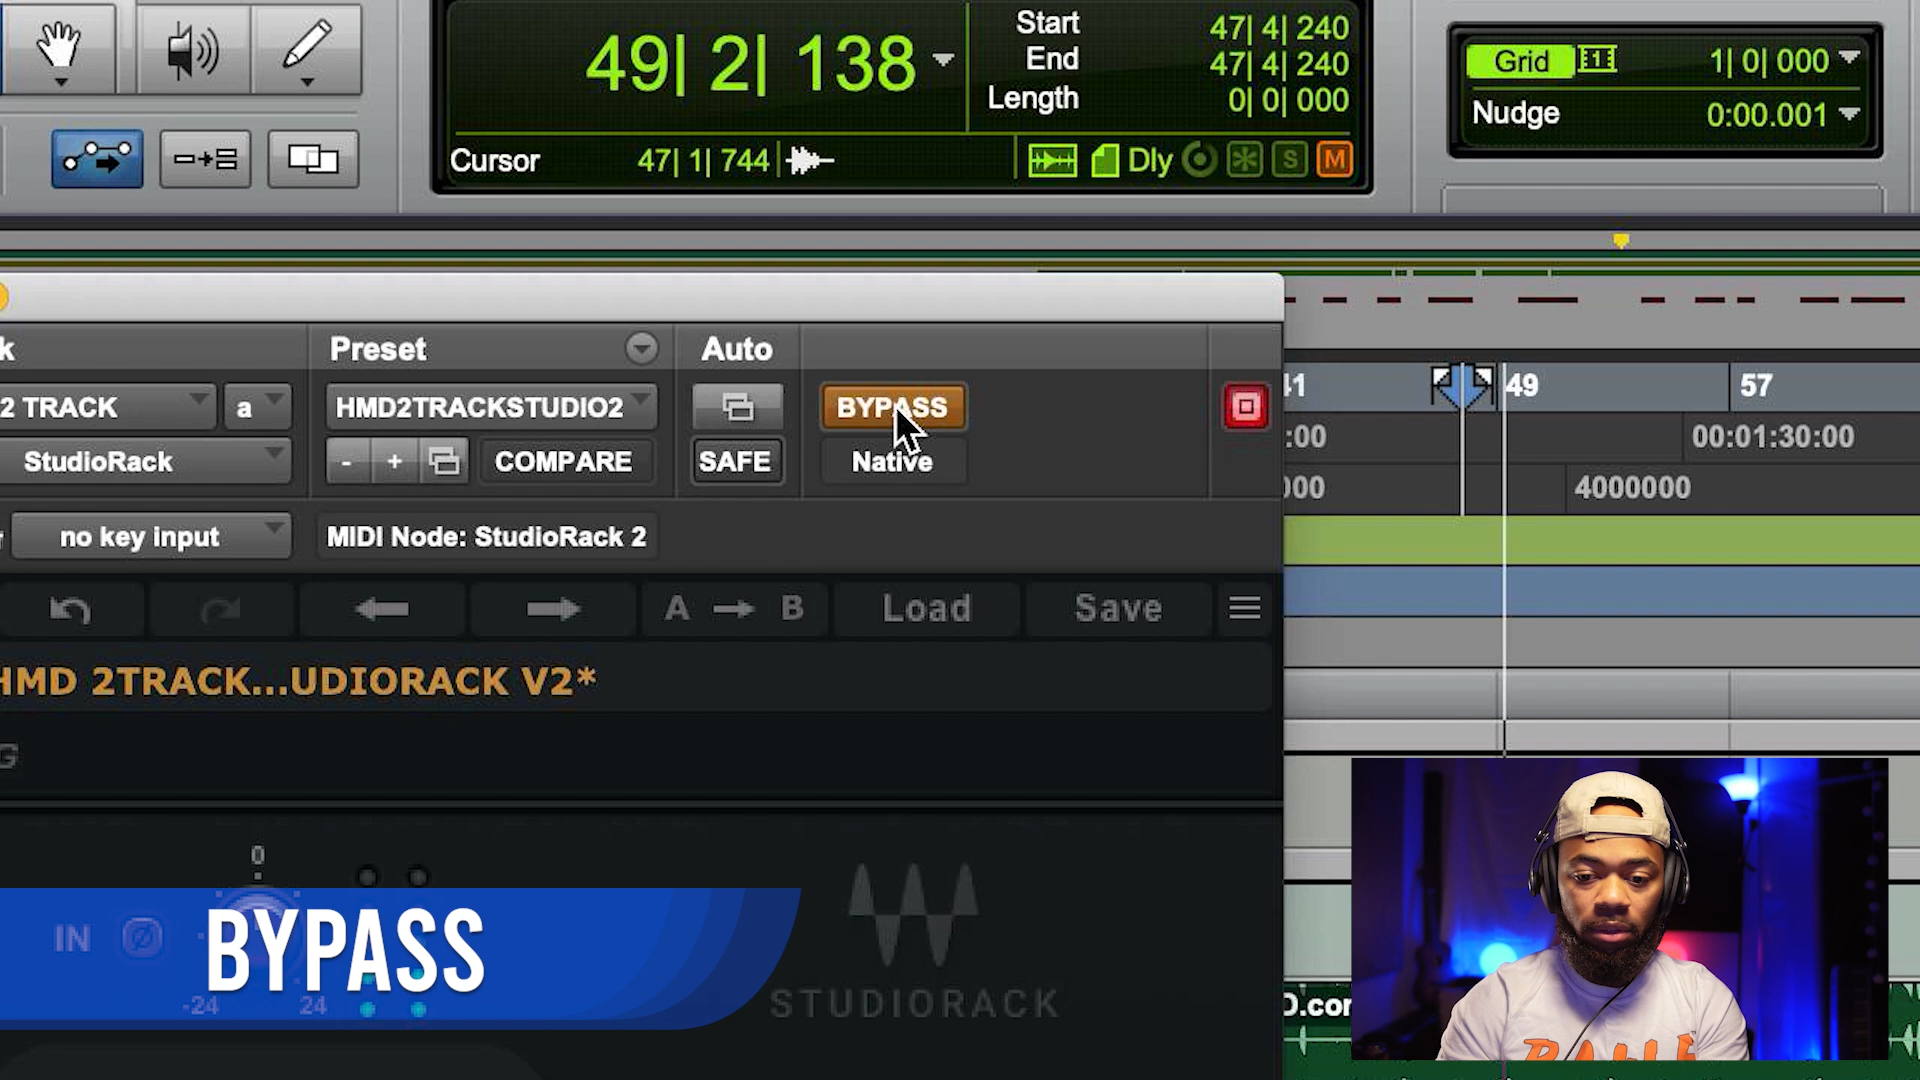 49| 2| 138
Start 47| 4| 240
End 47| 4| 240
Length 0| 0| 000
Cursor 47| 1| 744
Dly
S
M
Grid 1| 0| 000
Nudge 0:00.001
k
Preset
Auto
2 TRACK
a
HMD2TRACKSTUDIO2
BYPASS
StudioRack
-
+
COMPARE
SAFE
Native
no key input
MIDI Node: StudioRack 2
41
49
57
:00
00:01:30:00
000
4000000
A
B
Load
Save
HMD 2TRACK...UDIORACK V2*
G
0
IN
Ø
-24
24
BYPASS
STUDIORACK
D.cor